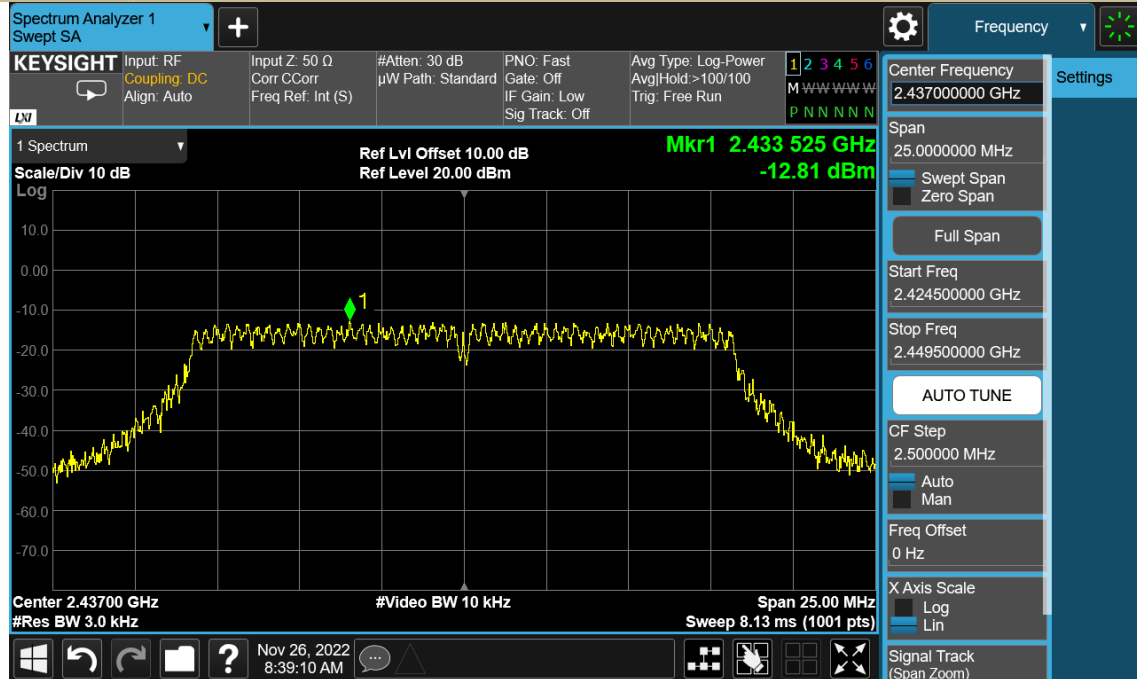 Spectrum Analyzer 1
Swept SA
Frequency
KEYSIGHT
LXI
Input: RF
Coupling: DC
Align: Auto
Input Z: 50 Ω
Corr CCorr
Freq Ref: Int (S)
#Atten: 30 dB
µW Path: Standard
PNO: Fast
Gate: Off
IF Gain: Low
Sig Track: Off
Avg Type: Log-Power
Avg|Hold:>100/100
Trig: Free Run
1 2 3 4 5 6
M W W W W W
P N N N N N
1 Spectrum
Scale/Div 10 dB
Log
Ref Lvl Offset 10.00 dB
Ref Level 20.00 dBm
Mkr1 2.433 525 GHz
-12.81 dBm
10.0
0.00
-10.0
-20.0
-30.0
-40.0
-50.0
-60.0
-70.0
1
Center 2.43700 GHz
#Res BW 3.0 kHz
#Video BW 10 kHz
Span 25.00 MHz
Sweep 8.13 ms (1001 pts)
Nov 26, 2022
8:39:10 AM
Center Frequency
2.437000000 GHz
Span
25.0000000 MHz
Swept Span
Zero Span
Full Span
Start Freq
2.424500000 GHz
Stop Freq
2.449500000 GHz
AUTO TUNE
CF Step
2.500000 MHz
Auto
Man
Freq Offset
0 Hz
X Axis Scale
Log
Lin
Signal Track
(Span Zoom)
Settings